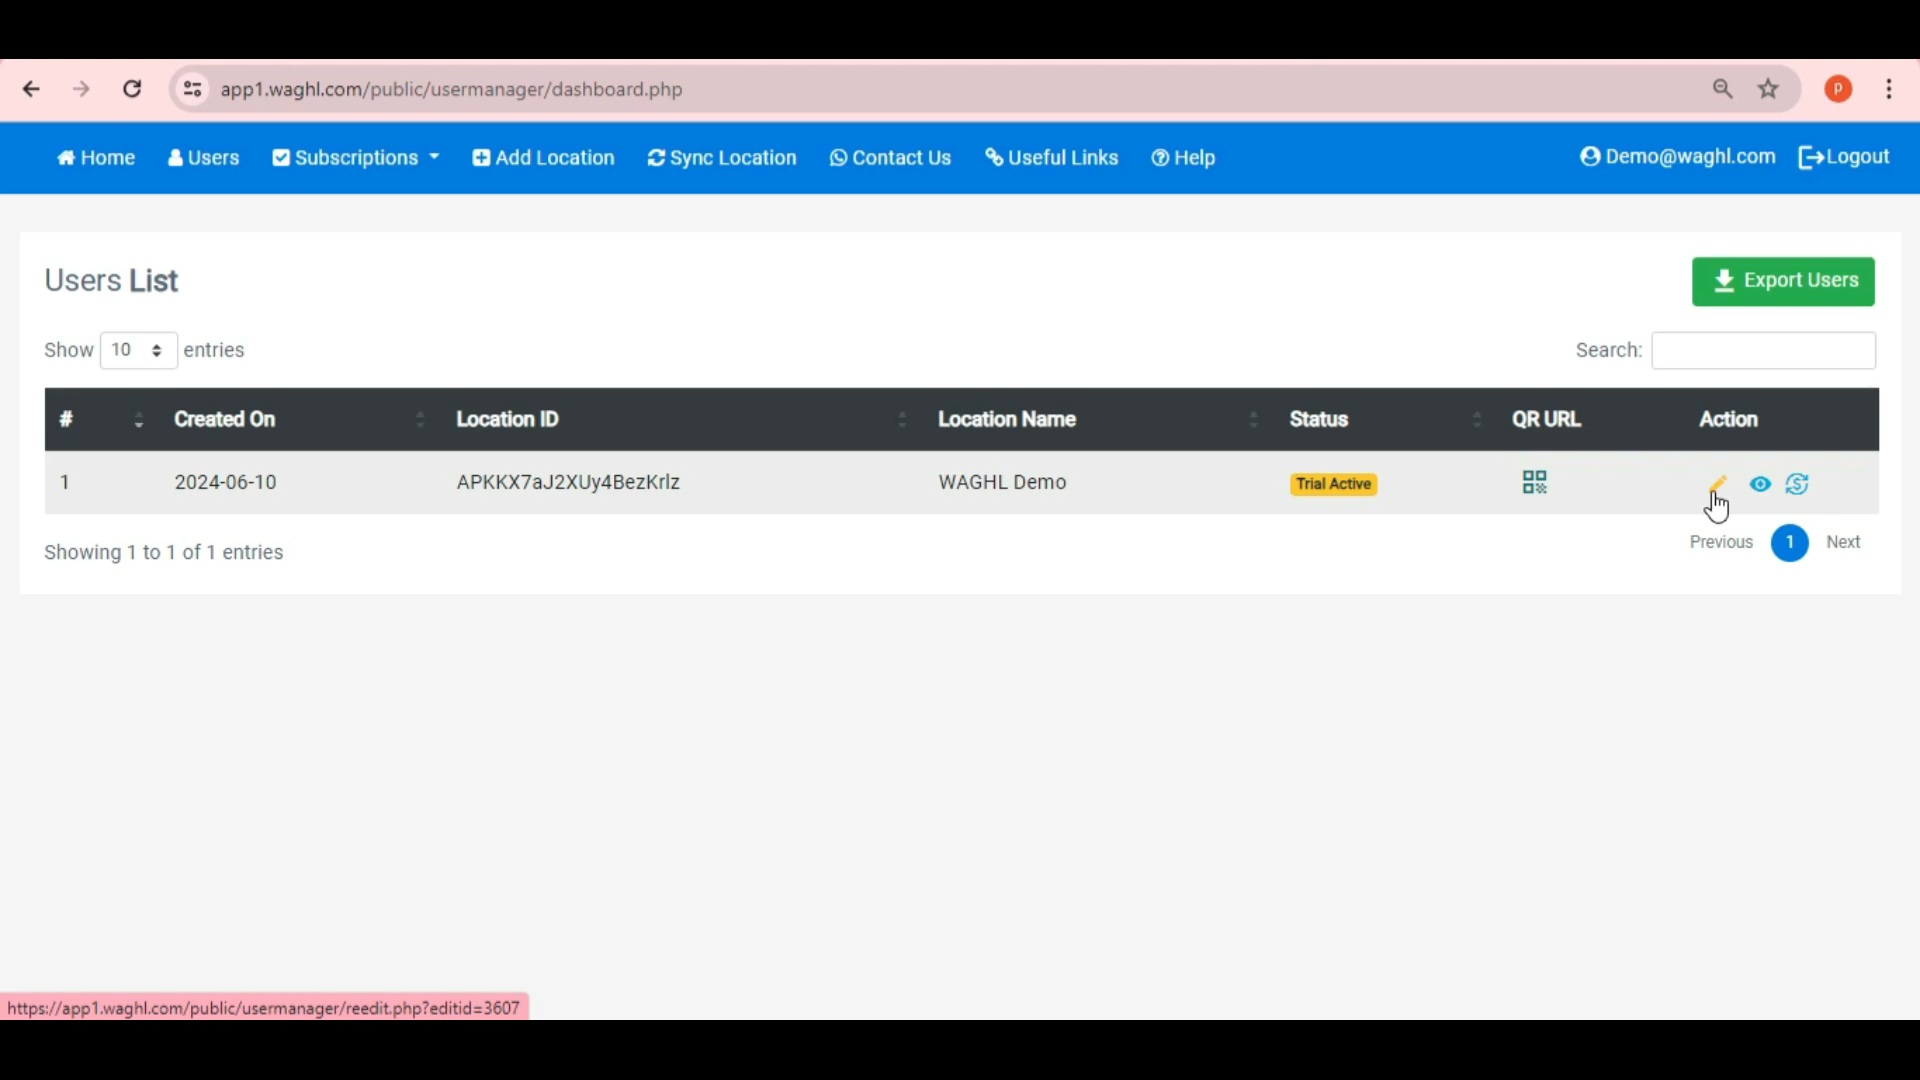 app1.waghl.com/public/usermanager/dashboard.php
P
Home Users Subscriptions Add Location Sync Location Contact Us Useful Links Help Demo@waghl.com Logout
Users List
Export Users
Show 10 entries
Search:
# Created On Location ID Location Name Status QR URL Action
1 2024-06-10 APKKX7aJ2XUy4BezKrlz WAGHL Demo Trial Active
Showing 1 to 1 of 1 entries
Previous 1 Next
https://app1.waghl.com/public/usermanager/reedit.php?editid=3607